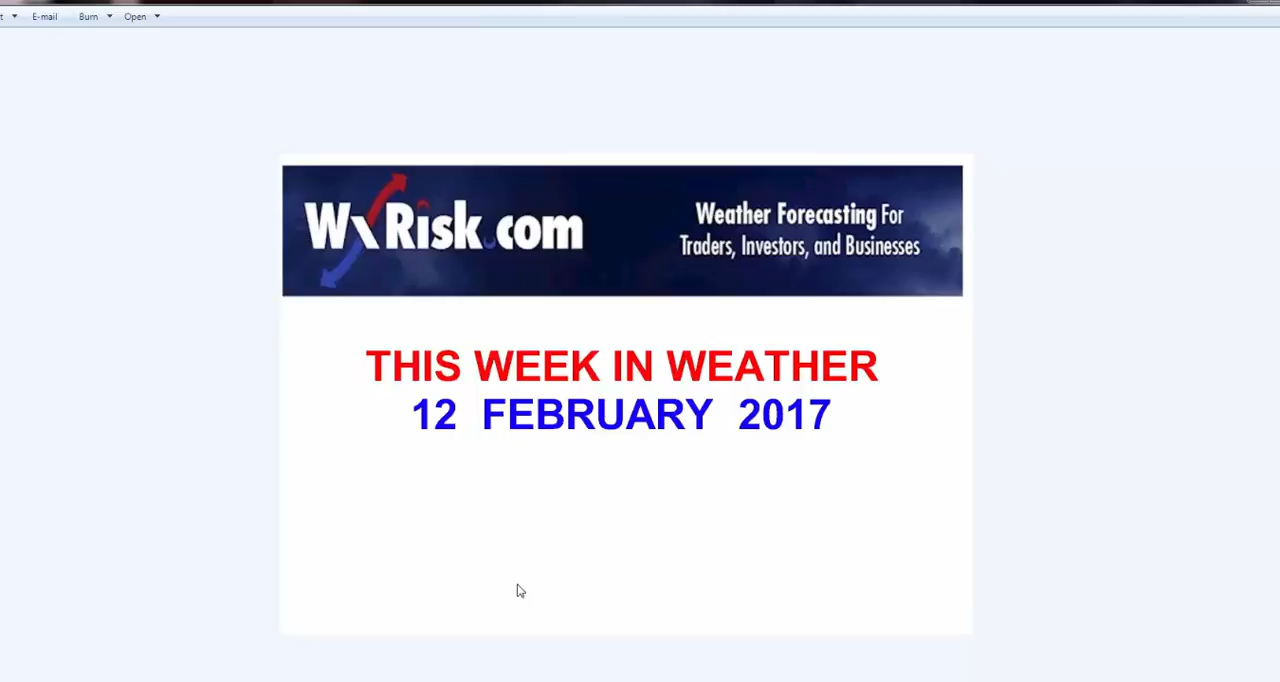 t E-mail Burn Open
WxRisk.com
Weather Forecasting For
Traders, Investors, and Businesses
THIS WEEK IN WEATHER
12 FEBRUARY 2017